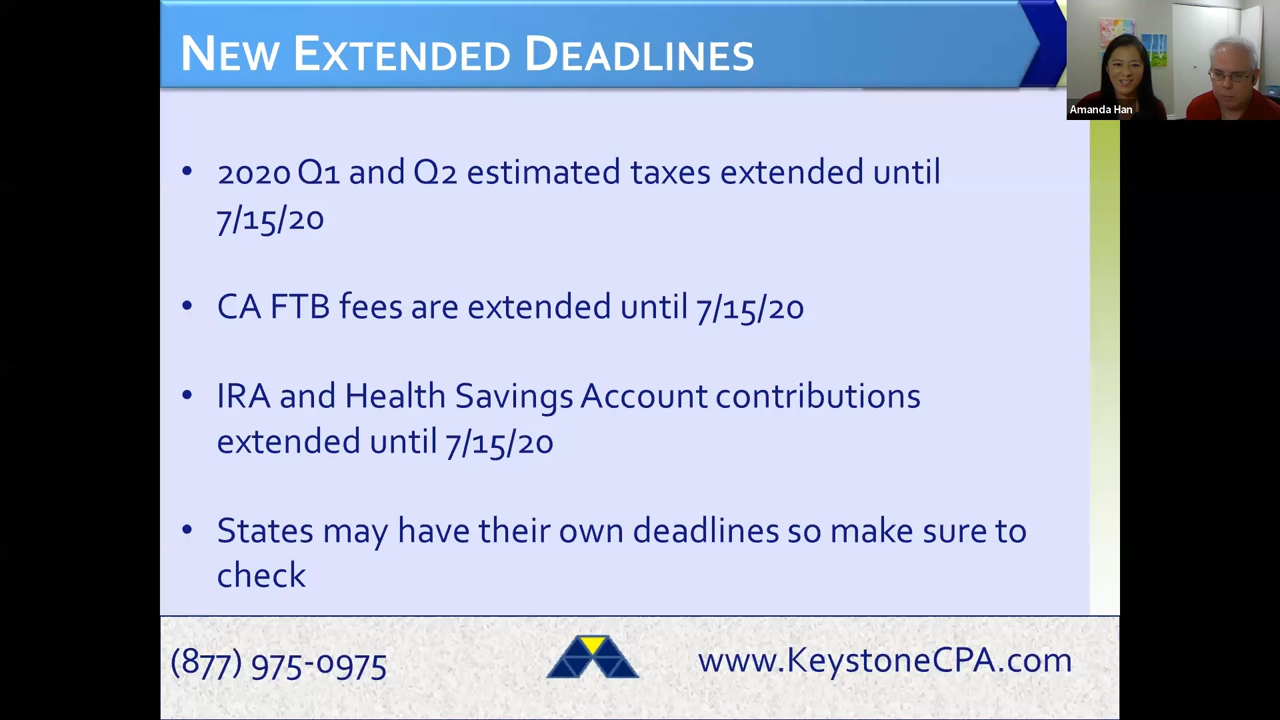 NEW EXTENDED DEADLINES
Amanda Han
• 2020 Q1 and Q2 estimated taxes extended until
7/15/20
• CA FTB fees are extended until 7/15/20
• IRA and Health Savings Account contributions
extended until 7/15/20
• States may have their own deadlines so make sure to
check
(877) 975-0975
www.KeystoneCPA.com